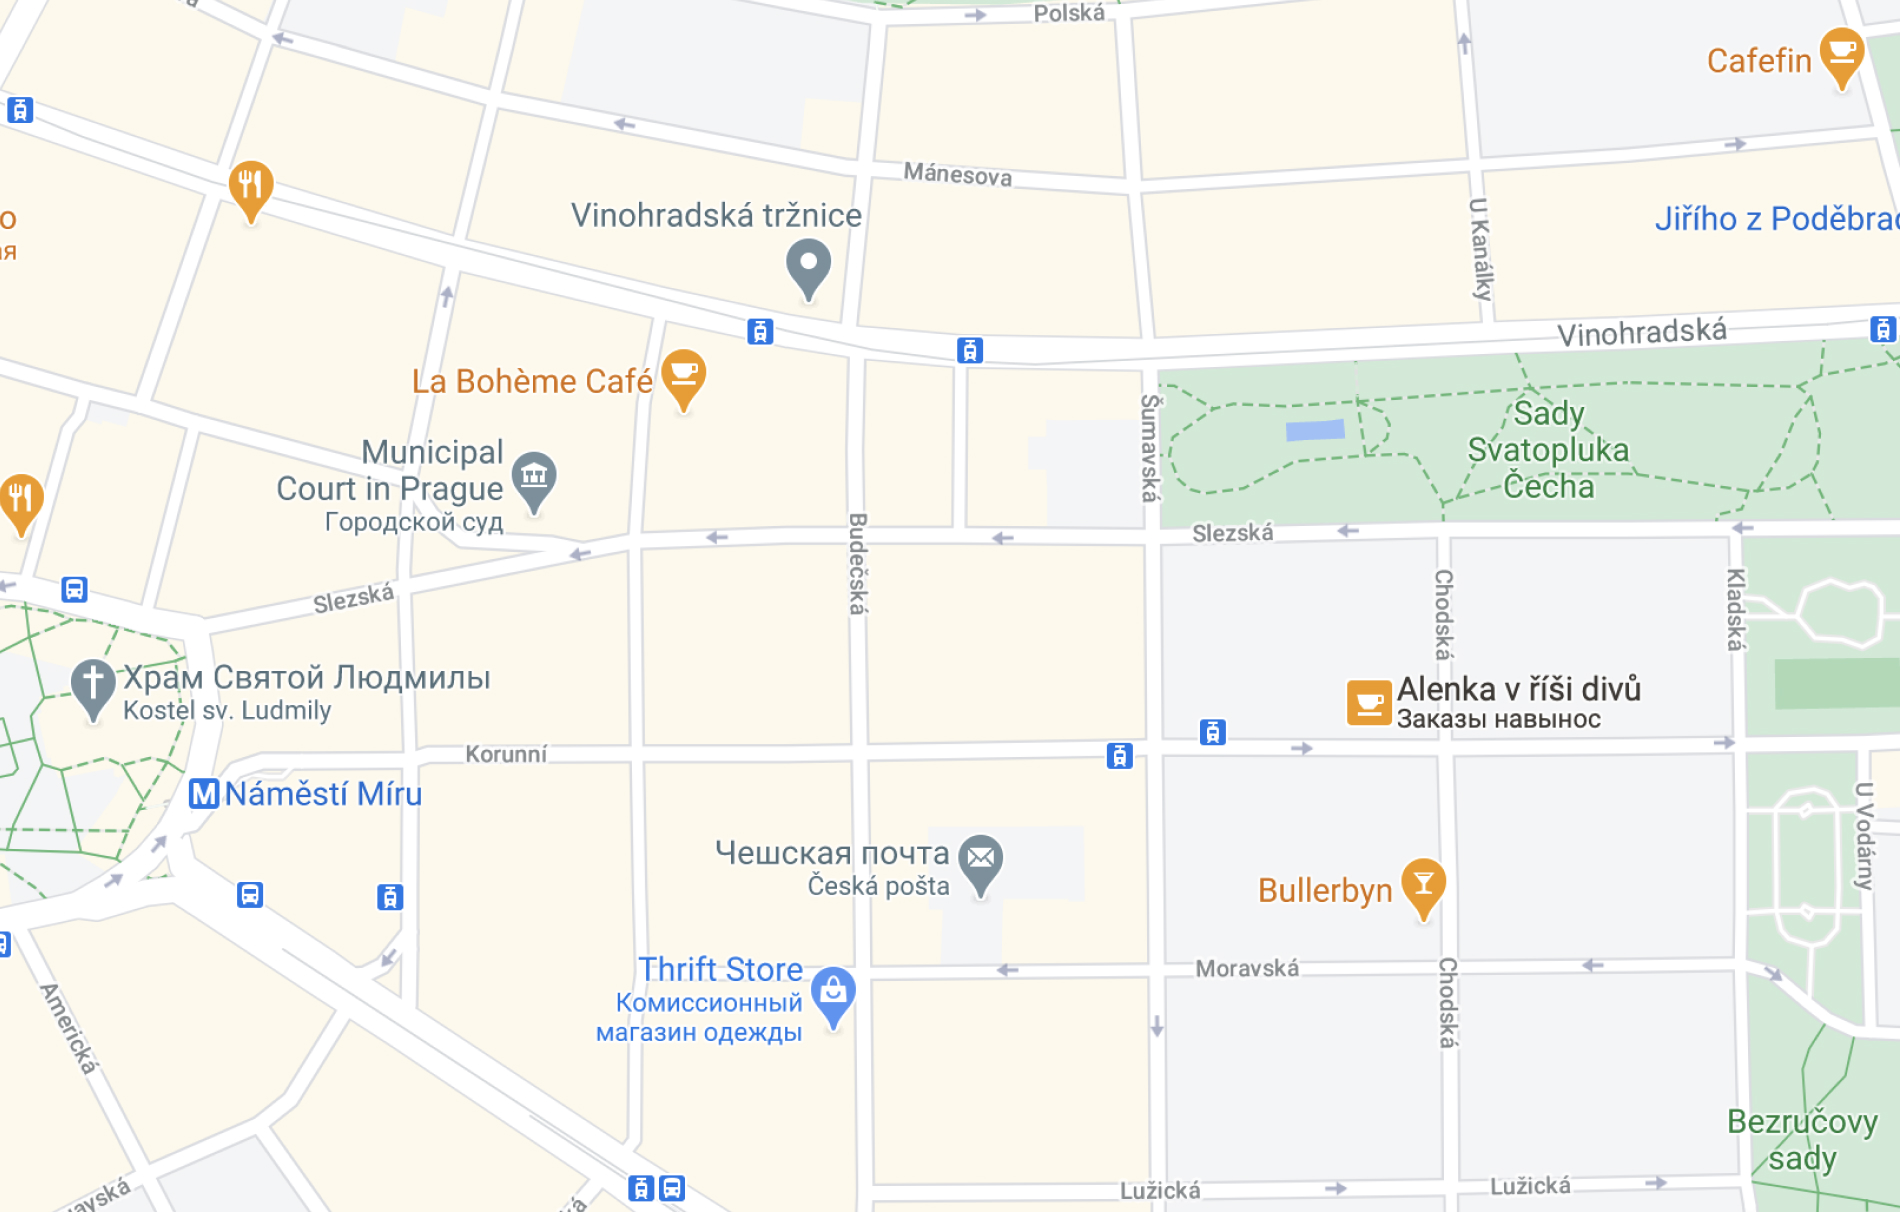 Polská
Cafefin
Mánesova
Vinohradská tržnice
U Kanálky
Jiřího z Poděbrad
Vinohradská
La Bohème Café
Šumavská
Sady
Svatopluka
Čecha
Municipal
Court in Prague
Городской суд
Budečská
Slezská
Slezská
Chodská
Kladská
Храм Святой Людмилы
Kostel sv. Ludmily
Alenka v říši divů
Заказы навынос
Korunní
M Náměstí Míru
U Vodárny
Чешская почта
Česká pošta
Bullerbyn
Thrift Store
Комиссионный
магазин одежды
Moravská
Chodská
Americká
Bezručovy
sady
Lužická
Lužická